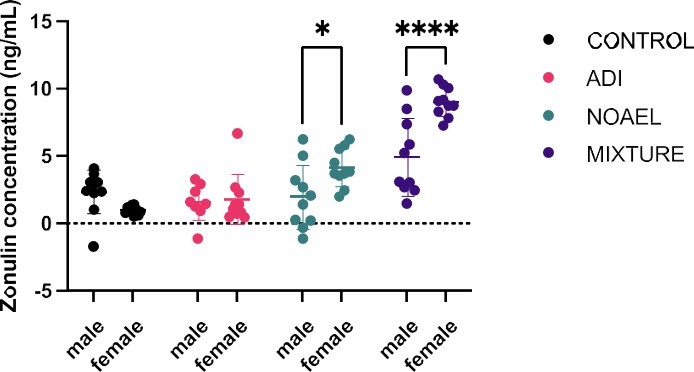 Zonulin concentration (ng/mL)
15
10
5
0
-5
*
****
male
female
male
female
male
female
male
female
CONTROL
ADI
NOAEL
MIXTURE